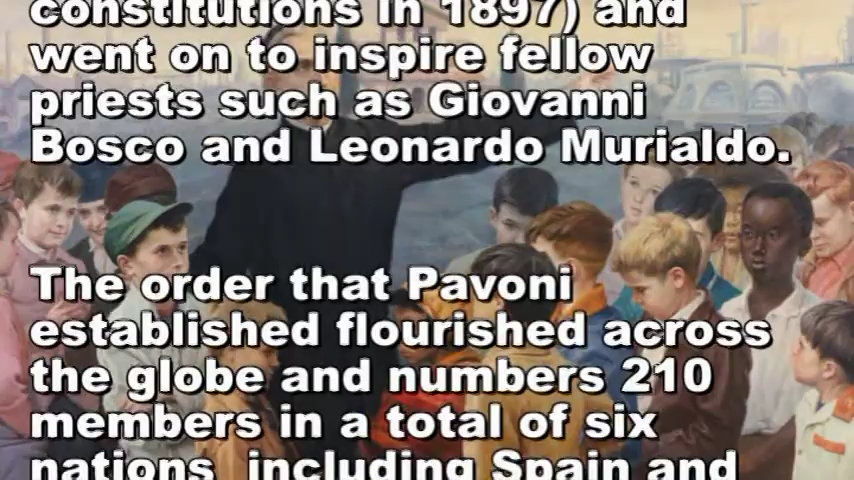 constitutions in 1897) and
went on to inspire fellow
priests such as Giovanni
Bosco and Leonardo Murialdo.
The order that Pavoni
established flourished across
the globe and numbers 210
members in a total of six
nations including Spain and